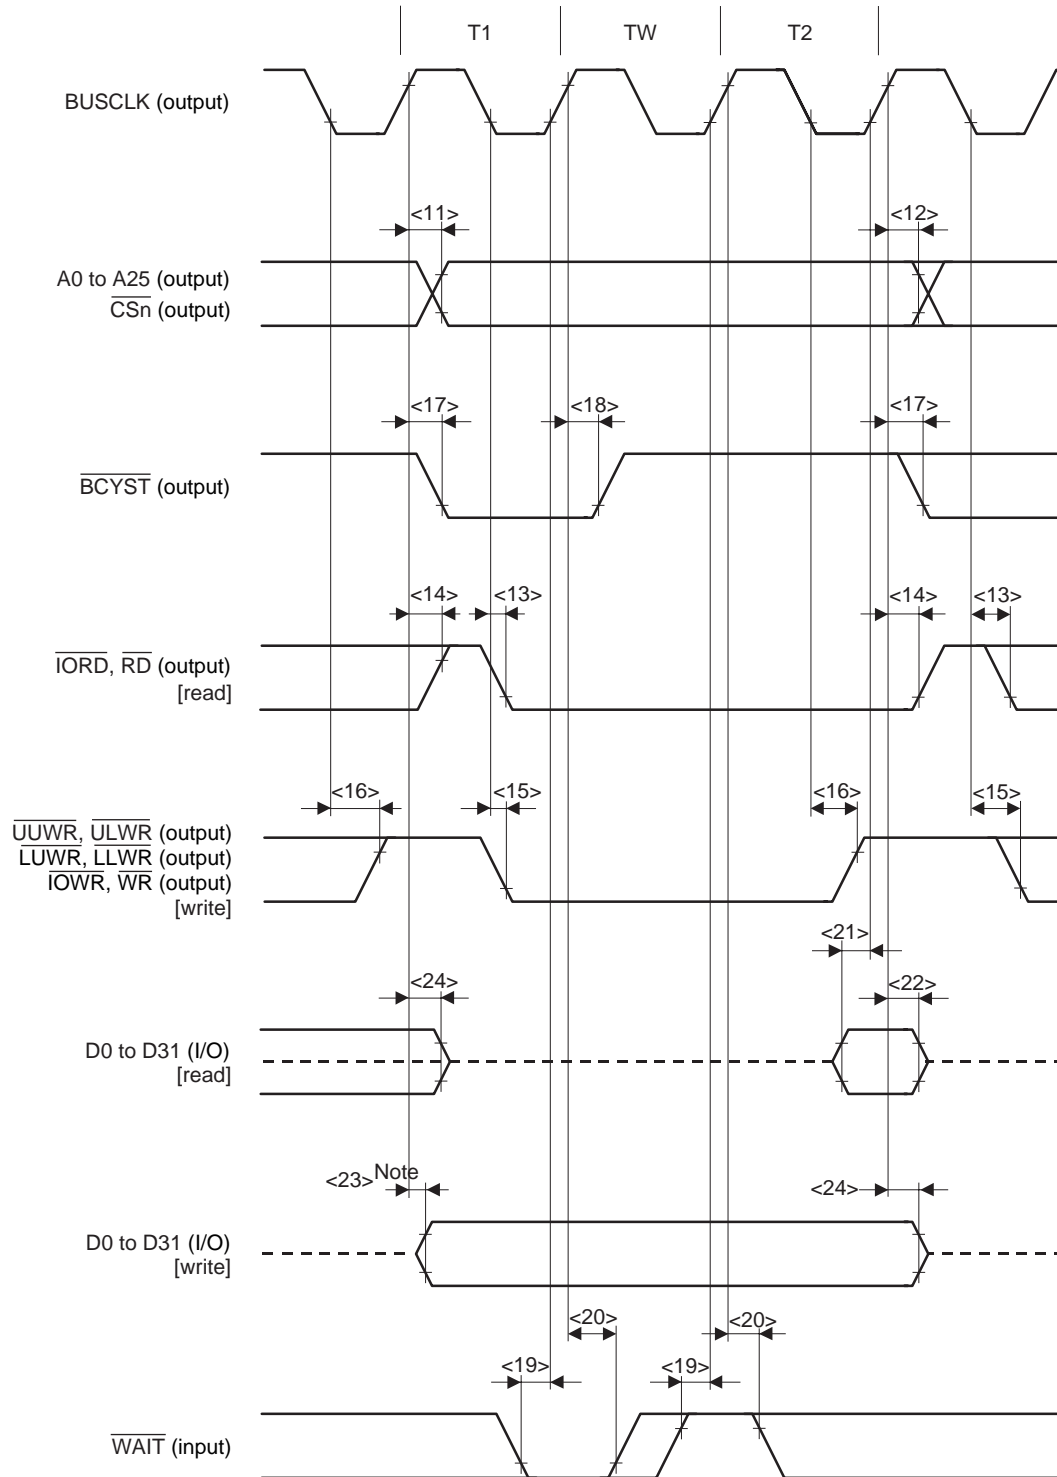 T1 TW T2
BUSCLK (output)
<11> <12>
A0 to A25 (output)
CSn (output)
<17> <18> <17>
BCYST (output)
<14> <13> <14> <13>
IORD, RD (output)
[read]
<16> <15> <16> <15>
UUWR, ULWR (output)
LUWR, LLWR (output)
IOWR, WR (output)
[write]
<21>
<24> <22>
D0 to D31 (I/O)
[read]
<23>Note <24>
D0 to D31 (I/O)
[write]
<20> <20>
<19> <19>
WAIT (input)